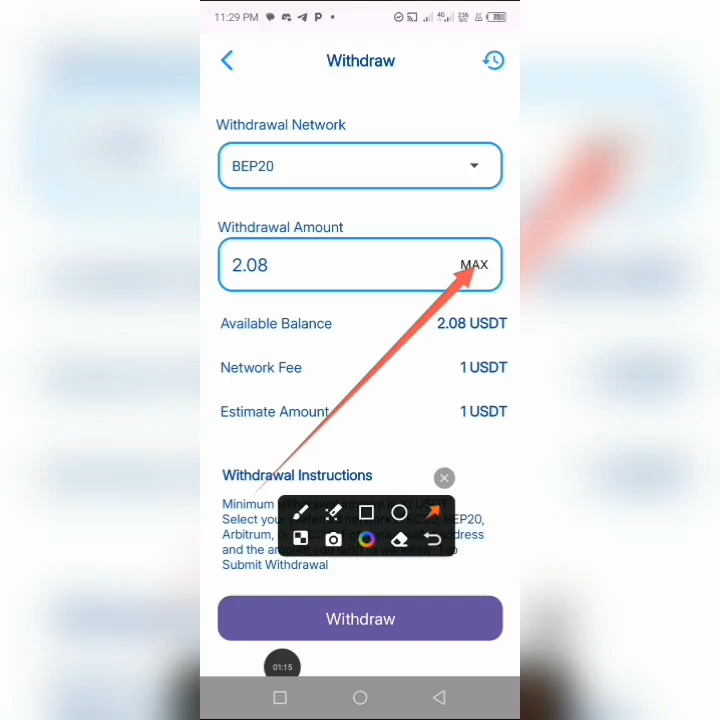 11:29 PM
Withdraw
Withdrawal Network
BEP20
Withdrawal Amount
2.08 MAX
Available Balance 2.08 USDT
Network Fee 1 USDT
Estimate Amount 1 USDT
Withdrawal Instructions
Minimum
Select your BEP20,
Arbitrum, address
and the
Submit Withdrawal
Withdraw
01:15